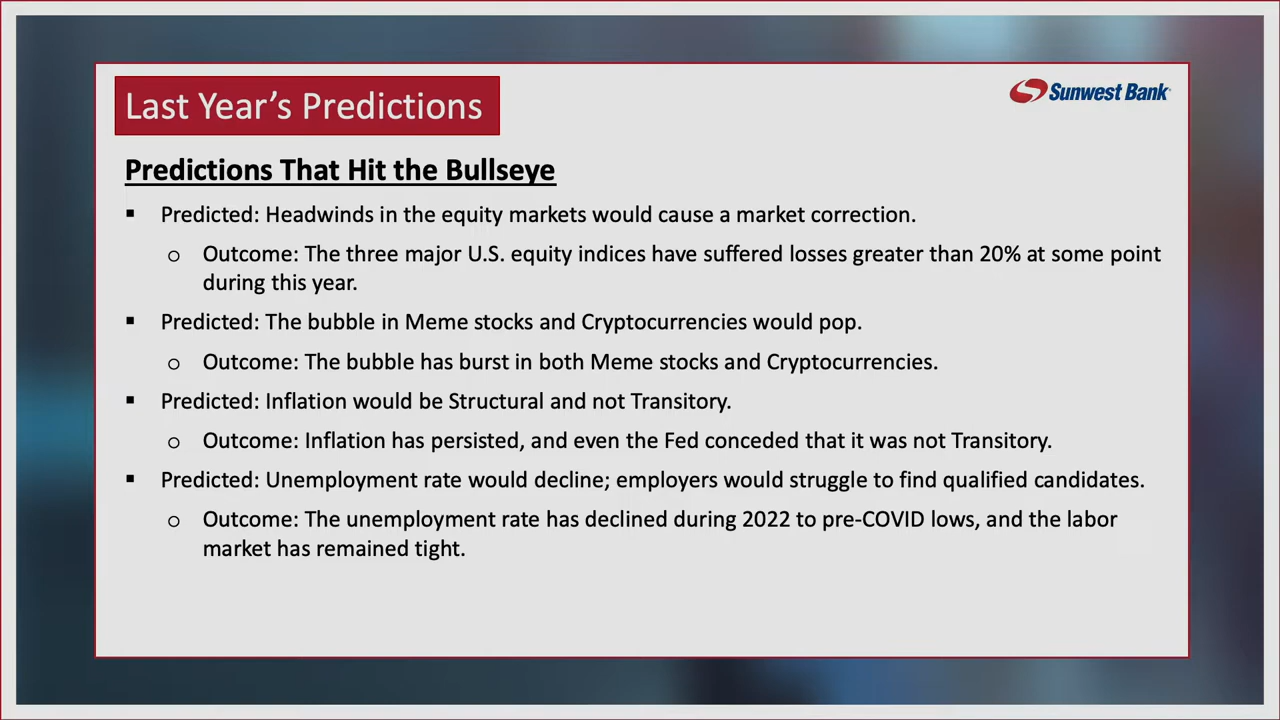 Last Year’s Predictions
Sunwest Bank
Predictions That Hit the Bullseye
▪ Predicted: Headwinds in the equity markets would cause a market correction.
o Outcome: The three major U.S. equity indices have suffered losses greater than 20% at some point
during this year.
▪ Predicted: The bubble in Meme stocks and Cryptocurrencies would pop.
o Outcome: The bubble has burst in both Meme stocks and Cryptocurrencies.
▪ Predicted: Inflation would be Structural and not Transitory.
o Outcome: Inflation has persisted, and even the Fed conceded that it was not Transitory.
▪ Predicted: Unemployment rate would decline; employers would struggle to find qualified candidates.
o Outcome: The unemployment rate has declined during 2022 to pre-COVID lows, and the labor
market has remained tight.